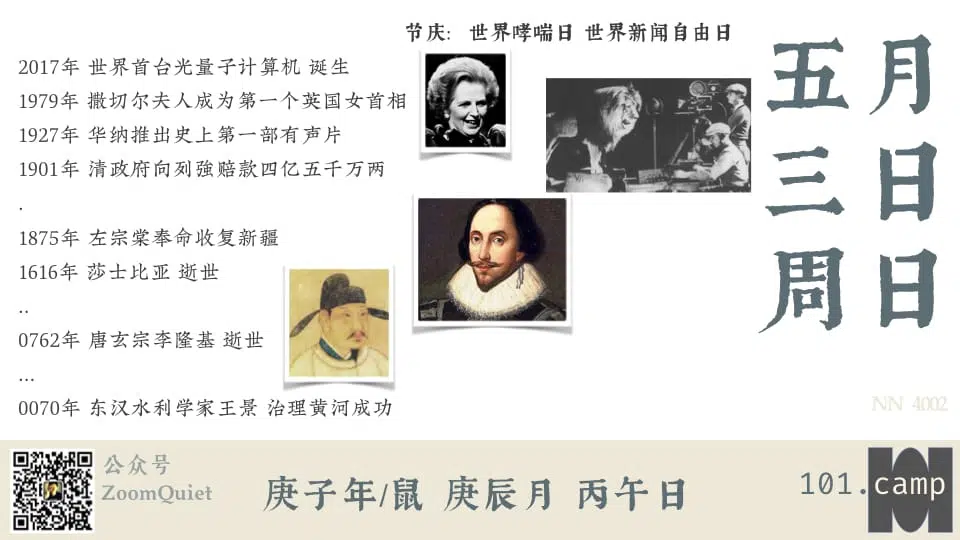 节庆: 世界哮喘日 世界新闻自由日
五月
三日
周日
2017年 世界首台光量子计算机 诞生
1979年 撒切尔夫人成为第一个英国女首相
1927年 华纳推出史上第一部有声片
1901年 清政府向列強赔款四亿五千万两
.
1875年 左宗棠奉命收复新疆
1616年 莎士比亚 逝世
..
0762年 唐玄宗李隆基 逝世
...
0070年 东汉水利学家王景 治理黄河成功
NN 4002
公众号
ZoomQuiet
庚子年/鼠 庚辰月 丙午日
101.camp